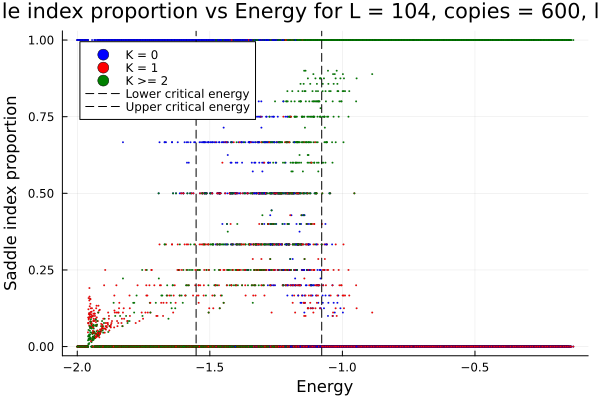 le index proportion vs Energy for L = 104, copies = 600, l
1.00
K = 0
K = 1
K >= 2
Lower critical energy
Upper critical energy
0.75
0.50
0.25
0.00
Saddle index proportion
−2.0 −1.5 −1.0 −0.5
Energy